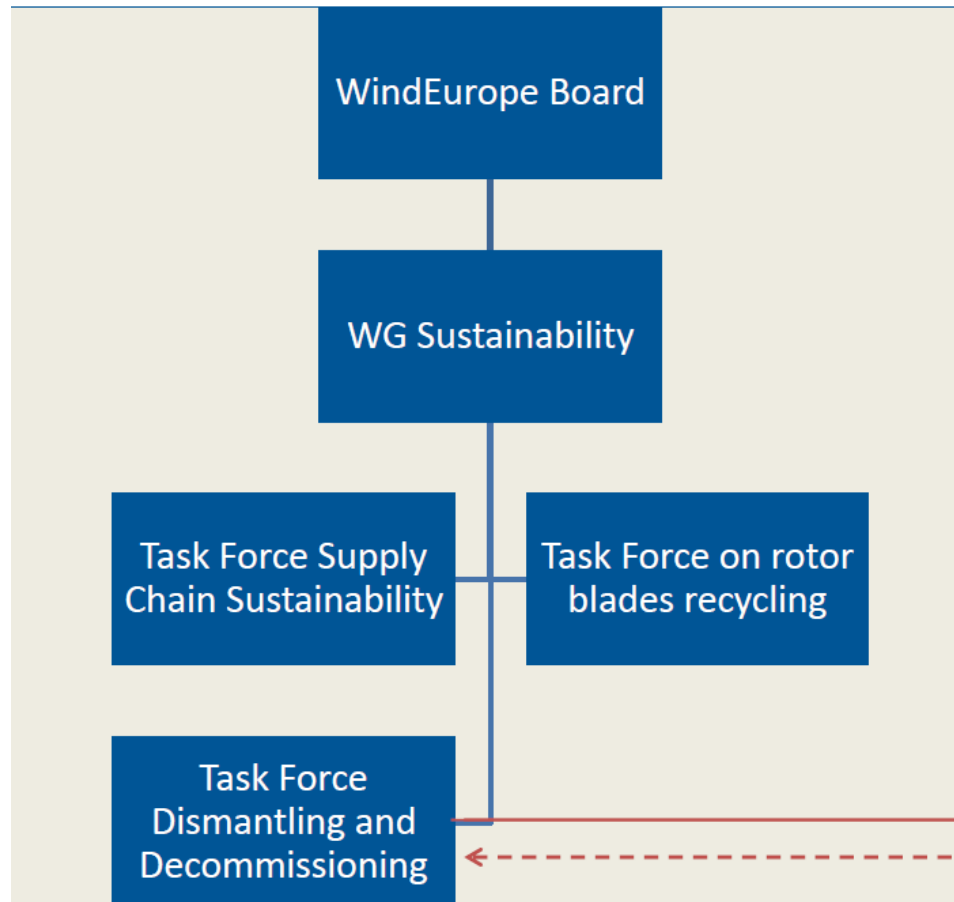 WindEurope Board
WG Sustainability
Task Force Supply
Chain Sustainability
Task Force on rotor
blades recycling
Task Force
Dismantling and
Decommissioning